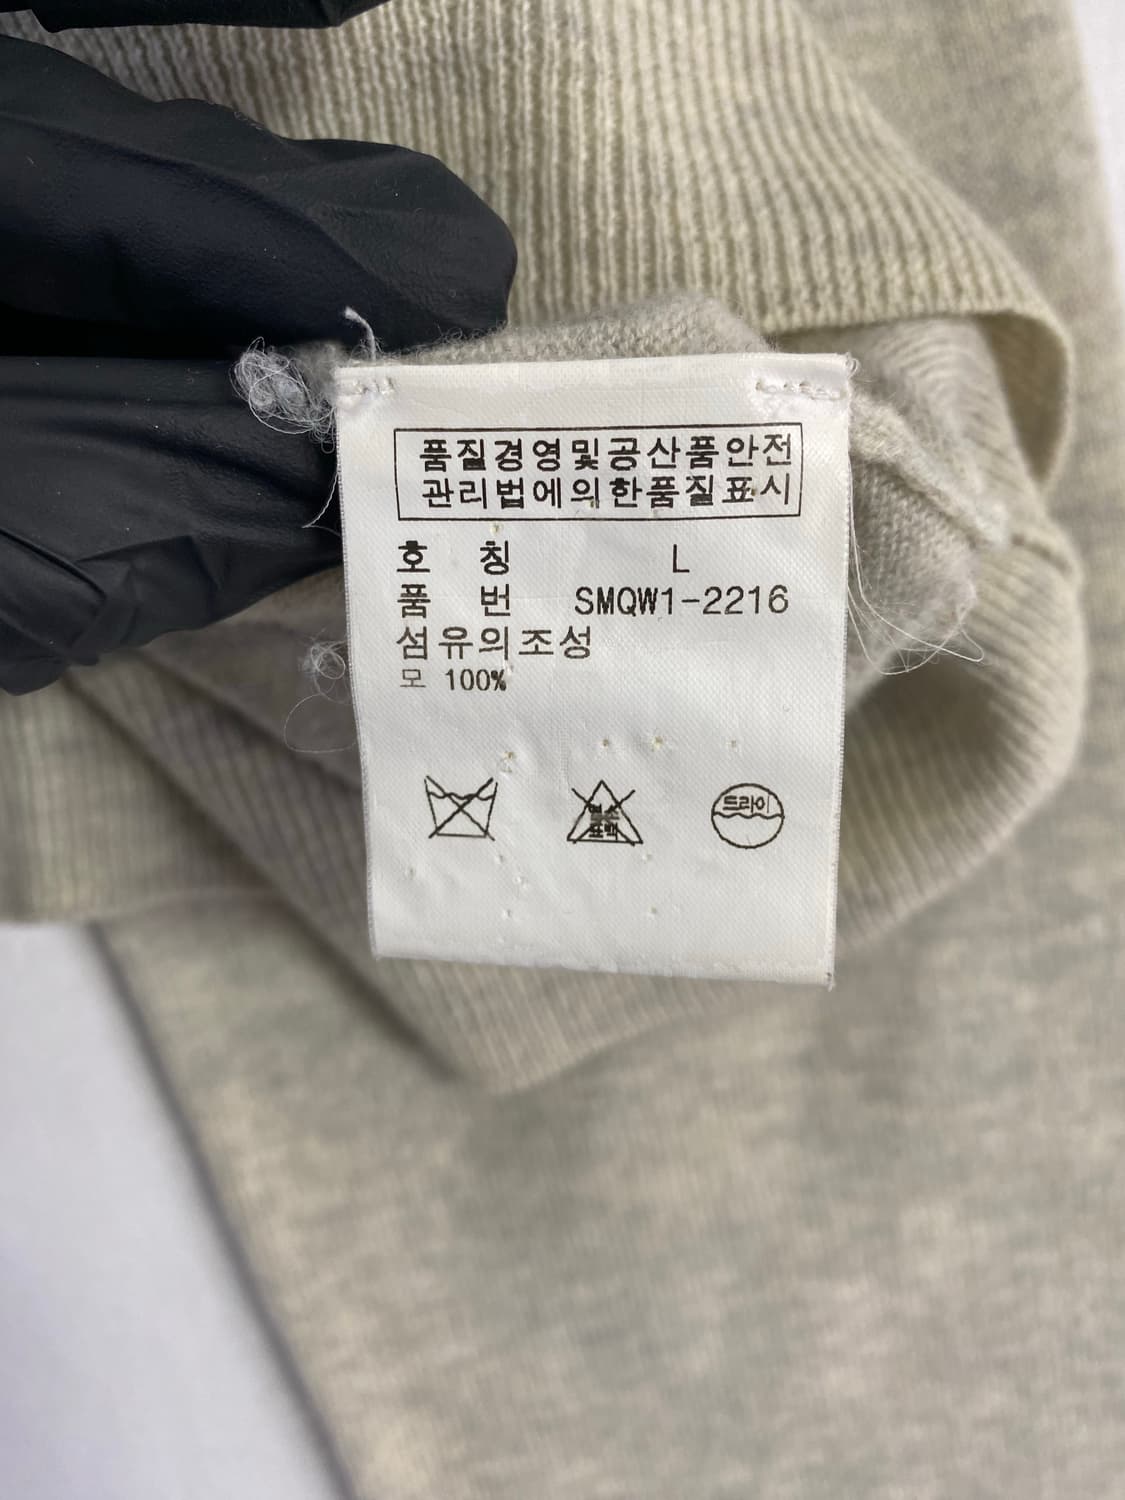 품질경영및공산품안전
관리법에의한품질표시
호 칭 L
품 번 SMQW1-2216
섬유의조성
모 100%
염소
표백
드라이